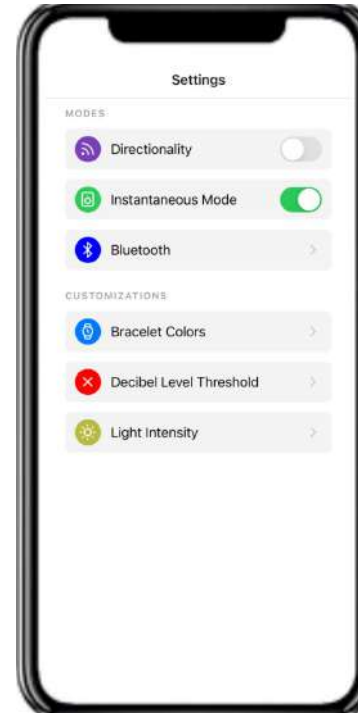 Settings
MODES
Directionality
Instantaneous Mode
Bluetooth
CUSTOMIZATIONS
Bracelet Colors
Decibel Level Threshold
Light Intensity